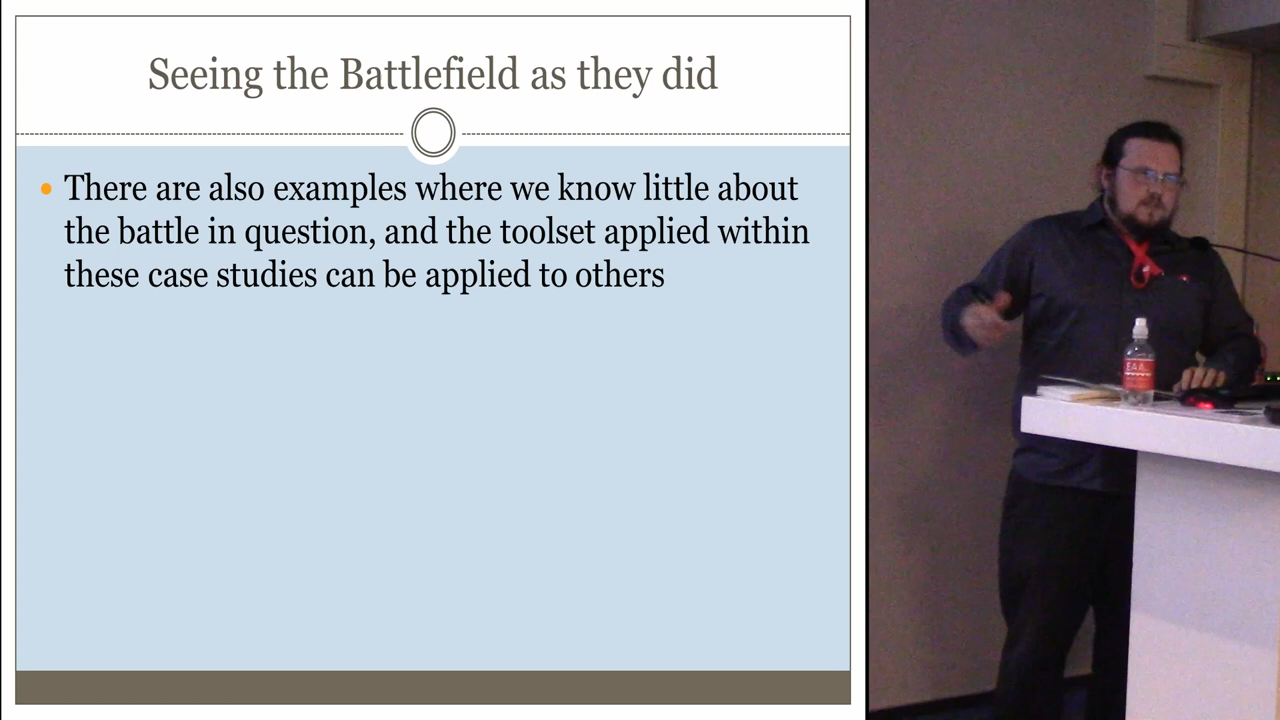 Seeing the Battlefield as they did
There are also examples where we know little about
the battle in question, and the toolset applied within
these case studies can be applied to others
EAA